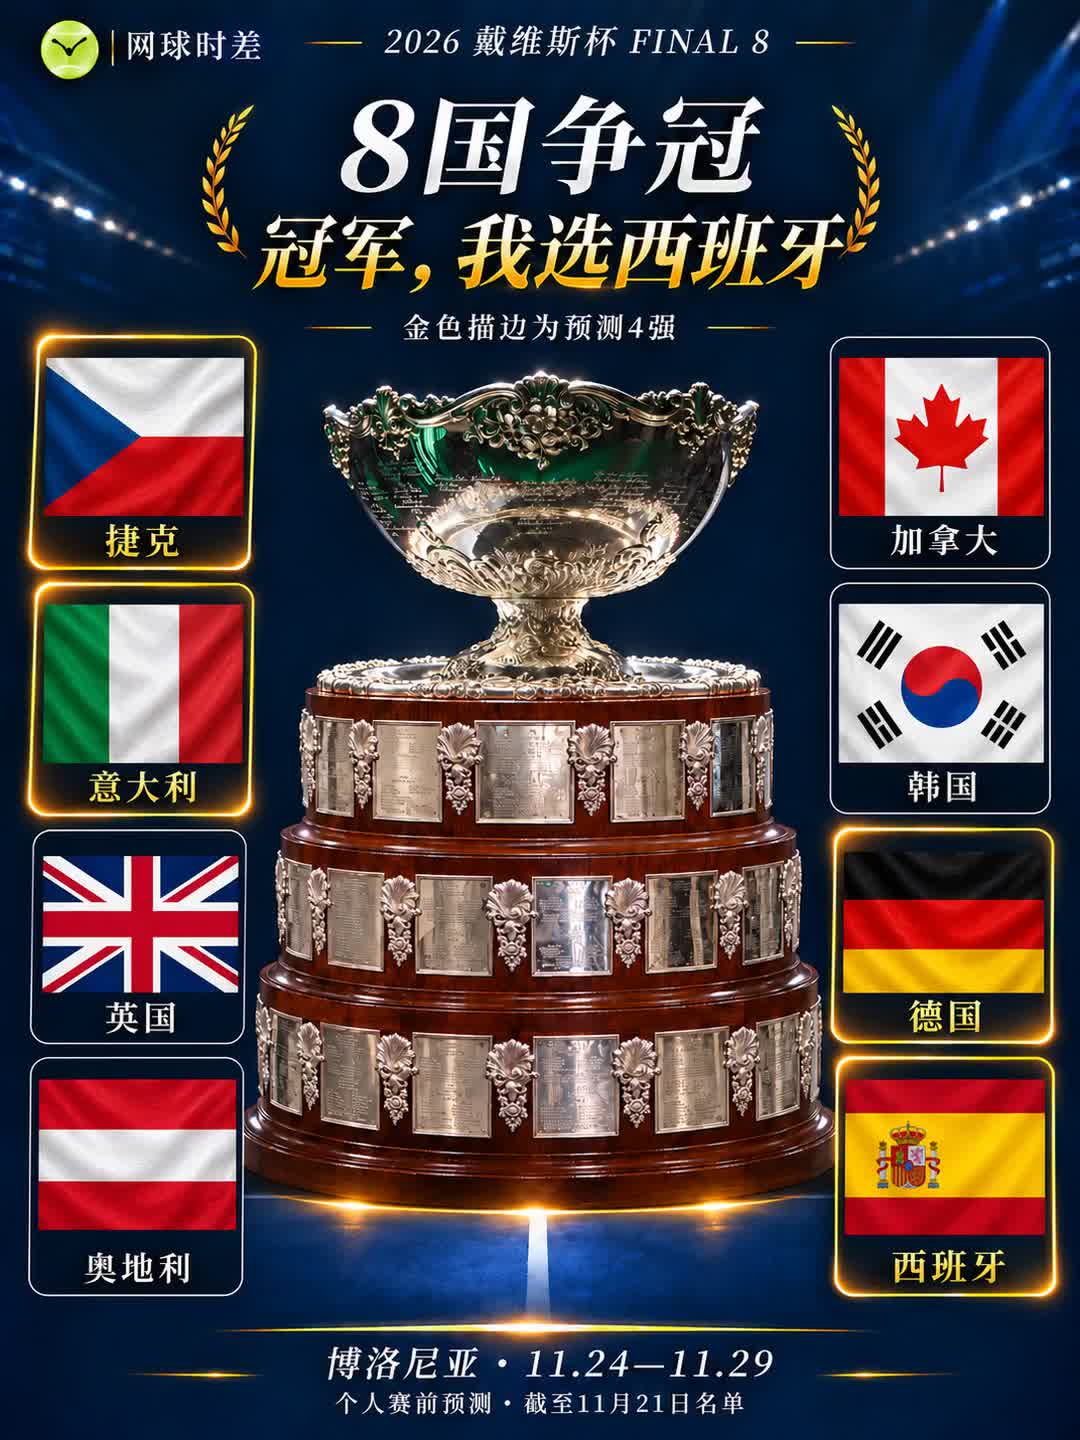 网球时差
2026 戴维斯杯 FINAL 8
8国争冠
冠军，我选西班牙
金色描边为预测4强
捷克
加拿大
意大利
韩国
英国
德国
奥地利
西班牙
博洛尼亚·11.24—11.29
个人赛前预测·截至11月21日名单